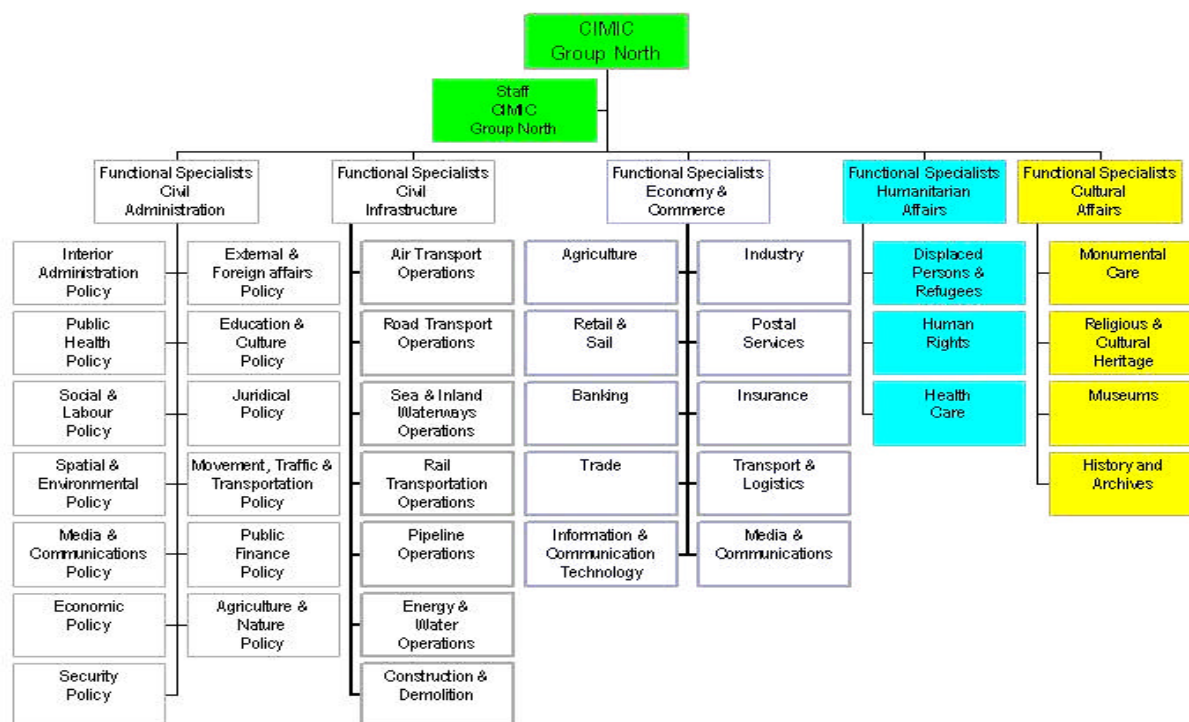 CIMIC
Group North
Staff
CIMIC
Group North
Functional Specialists
Civil
Administration
Functional Specialists
Civil
Infrastructure
Functional Specialists
Economy &
Commerce
Functional Specialists
Humanitarian
Affairs
Functional Specialists
Cultural
Affairs
Interior
Administration
Policy
External &
Foreign affairs
Policy
Public
Health
Policy
Education &
Culture
Policy
Social &
Labour
Policy
Juridical
Policy
Spatial &
Environmental
Policy
Movement, Traffic &
Transportation
Policy
Media &
Communications
Policy
Public
Finance
Policy
Economic
Policy
Agriculture &
Nature
Policy
Security
Policy
Air Transport
Operations
Road Transport
Operations
Sea & Inland
Waterways
Operations
Rail
Transportation
Operations
Pipeline
Operations
Energy &
Water
Operations
Construction &
Demolition
Agriculture
Industry
Retail &
Sail
Postal
Services
Banking
Insurance
Trade
Transport &
Logistics
Information &
Communication
Technology
Media &
Communications
Displaced
Persons &
Refugees
Human
Rights
Health
Care
Monumental
Care
Religious &
Cultural
Heritage
Museums
History and
Archives